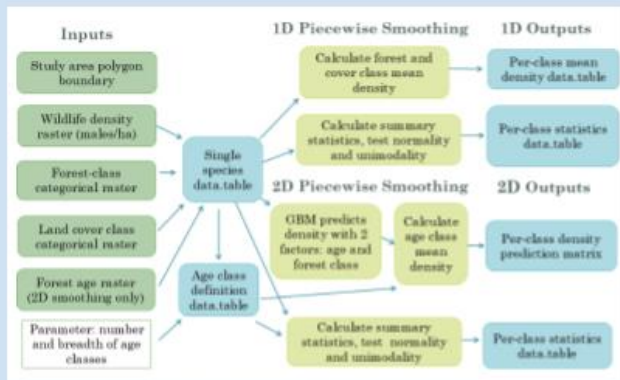 Inputs
Study area polygon
boundary
Wildlife density
raster (males/ha)
Forest-class
categorical raster
Land cover class
categorical raster
Forest age raster
(2D smoothing only)
Parameter: number
and breadth of age
classes
Single
species
data.table
Age class
definition
data.table
1D Piecewise Smoothing
Calculate forest and
cover class mean
density
Calculate summary
statistics, test normality
and unimodality
2D Piecewise Smoothing
GBM predicts
density with 2
factors: age and
forest class
Calculate
age class
mean
density
Calculate summary
statistics, test normality
and unimodality
1D Outputs
Per-class mean
density data.table
Per-class statistics
data.table
2D Outputs
Per-class density
prediction matrix
Per-class statistics
data.table